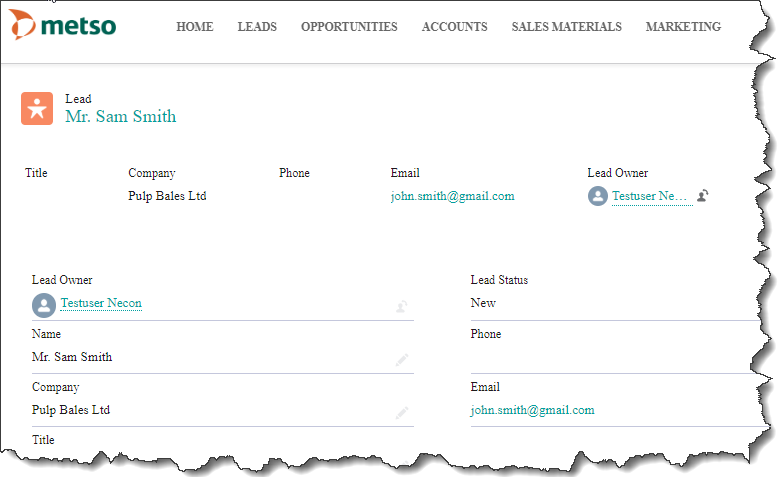 metso
HOME LEADS OPPORTUNITIES ACCOUNTS SALES MATERIALS MARKETING
Lead
Mr. Sam Smith
Title Company Phone Email Lead Owner
Pulp Bales Ltd john.smith@gmail.com Testuser Ne...
Lead Owner Lead Status
Testuser Necon New
Name Phone
Mr. Sam Smith
Company Email
Pulp Bales Ltd john.smith@gmail.com
Title